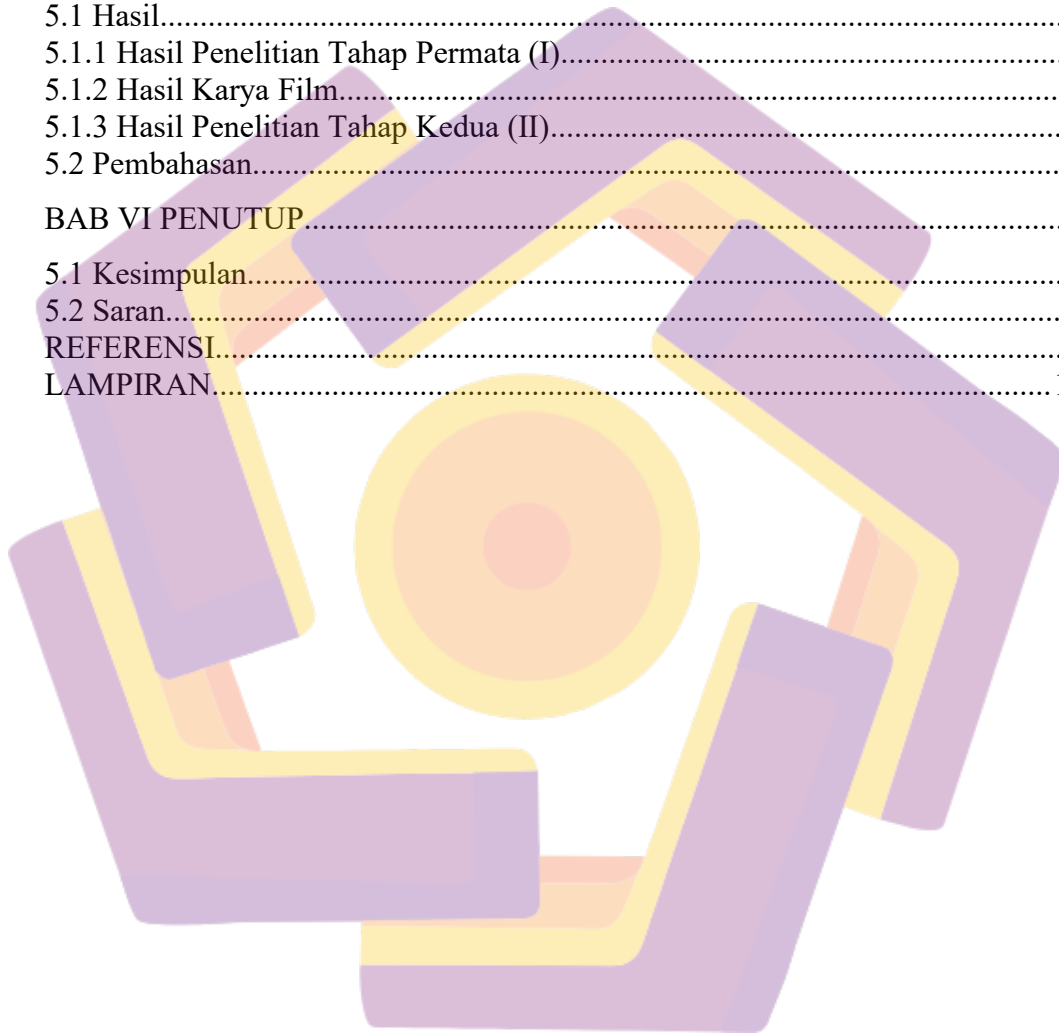 5.1 Hasil................................................................................................................
5.1.1 Hasil Penelitian Tahap Permata (I)..............................................................
5.1.2 Hasil Karya Film...........................................................................................
5.1.3 Hasil Penelitian Tahap Kedua (II)................................................................
5.2 Pembahasan.....................................................................................................
BAB VI PENUTUP..............................................................................................
5.1 Kesimpulan......................................................................................................
5.2 Saran................................................................................................................
REFERENSI.........................................................................................................
LAMPIRAN.........................................................................................................